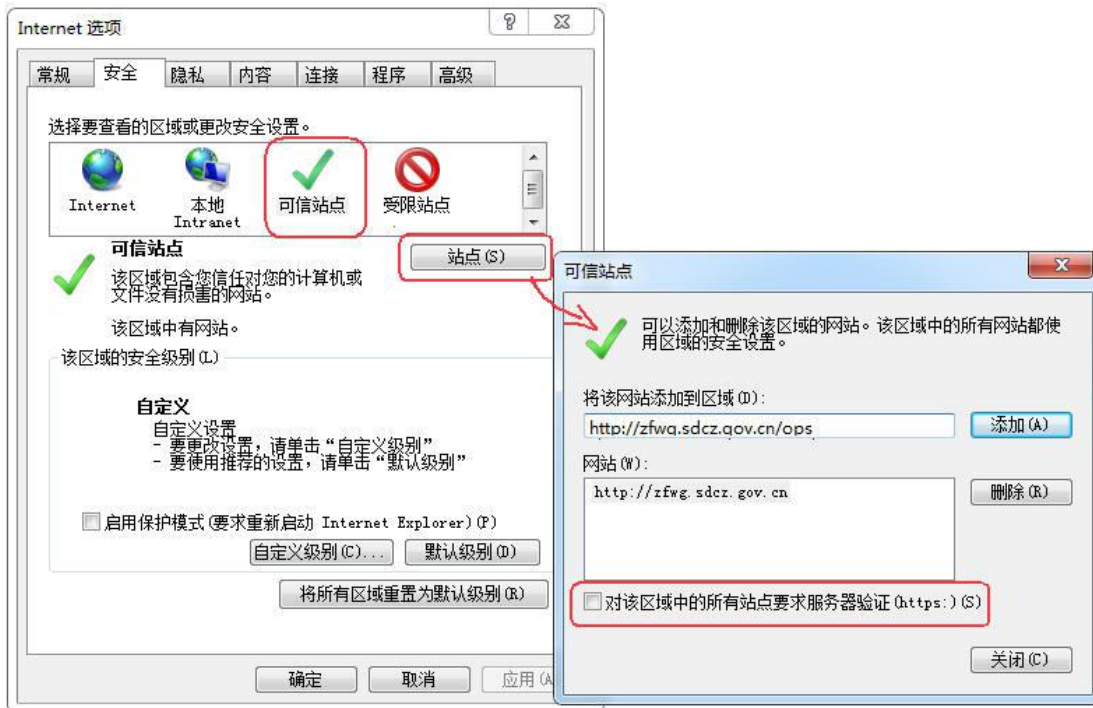 Internet 选项
常规 安全 隐私 内容 连接 程序 高级
选择要查看的区域或更改安全设置。
Internet
本地
Intranet
可信站点
受限站点
可信站点
站点(S)
该区域包含您信任对您的计算机或
文件没有损害的网站。
该区域中有网站。
该区域的安全级别(L)
自定义
自定义设置
- 要更改设置,请单击“自定义级别”
- 要使用推荐的设置,请单击“默认级别”
启用保护模式(要求重新启动 Internet Explorer)(P)
自定义级别(C)... 默认级别(D)
将所有区域重置为默认级别(R)
确定 取消 应用(A
可信站点
可以添加和删除该区域的网站。该区域中的所有网站都使
用区域的安全设置。
将该网站添加到区域(D):
http://zfwg.sdcz.gov.cn/ops 添加(A)
网站(W):
http://zfwg.sdcz.gov.cn 删除(R)
对该区域中的所有站点要求服务器验证(https:)(S)
关闭(C)